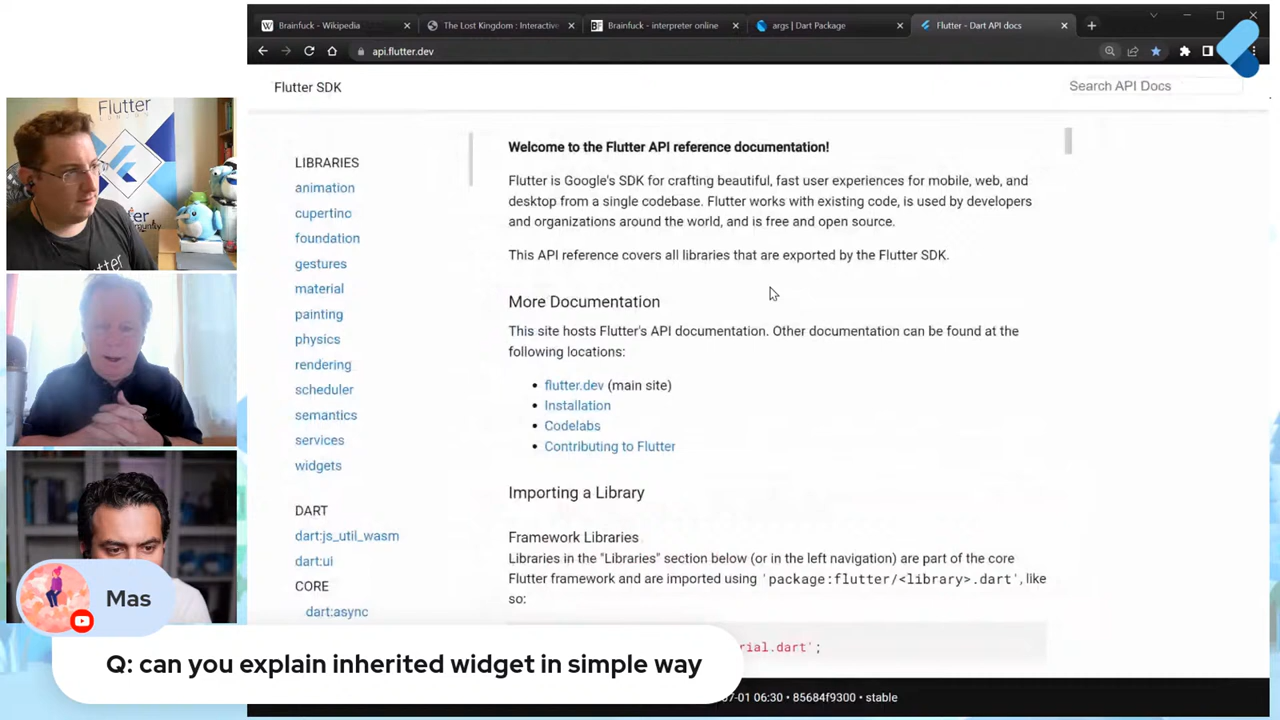 Brainfuck - Wikipedia
The Lost Kingdom : Interactive
Brainfuck - interpreter online
args | Dart Package
Flutter - Dart API docs
api.flutter.dev
Flutter SDK
Search API Docs
LIBRARIES
animation
cupertino
foundation
gestures
material
painting
physics
rendering
scheduler
semantics
services
widgets
DART
dart:js_util_wasm
dart:ui
CORE
dart:async
Welcome to the Flutter API reference documentation!
Flutter is Google's SDK for crafting beautiful, fast user experiences for mobile, web, and
desktop from a single codebase. Flutter works with existing code, is used by developers
and organizations around the world, and is free and open source.
This API reference covers all libraries that are exported by the Flutter SDK.
More Documentation
This site hosts Flutter's API documentation. Other documentation can be found at the
following locations:
• flutter.dev (main site)
• Installation
• Codelabs
• Contributing to Flutter
Importing a Library
Framework Libraries
Libraries in the "Libraries" section below (or in the left navigation) are part of the core
Flutter framework and are imported using 'package:flutter/<library>.dart', like
so:
rial.dart';
07-01 06:30 • 85684f9300 • stable
Flutter
LONDON
Flutter
Mas
Q: can you explain inherited widget in simple way